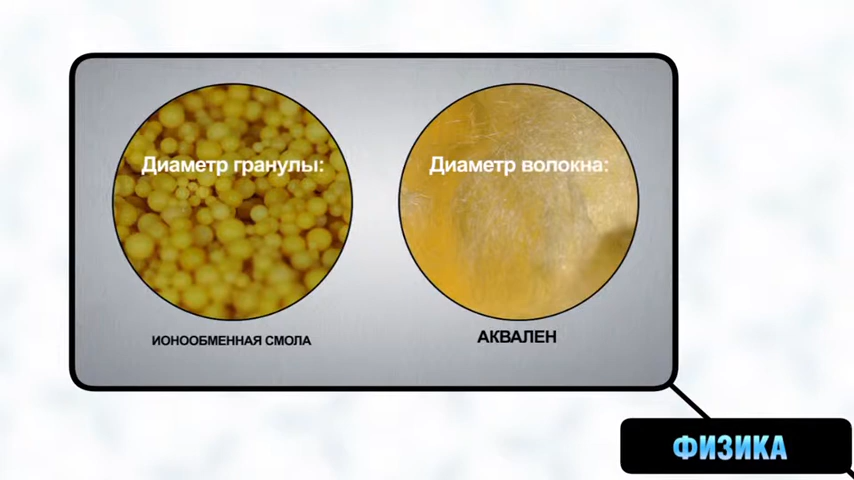 Диаметр гранулы:
Диаметр волокна:
ИОНООБМЕННАЯ СМОЛА
АКВАЛЕН
ФИЗИКА